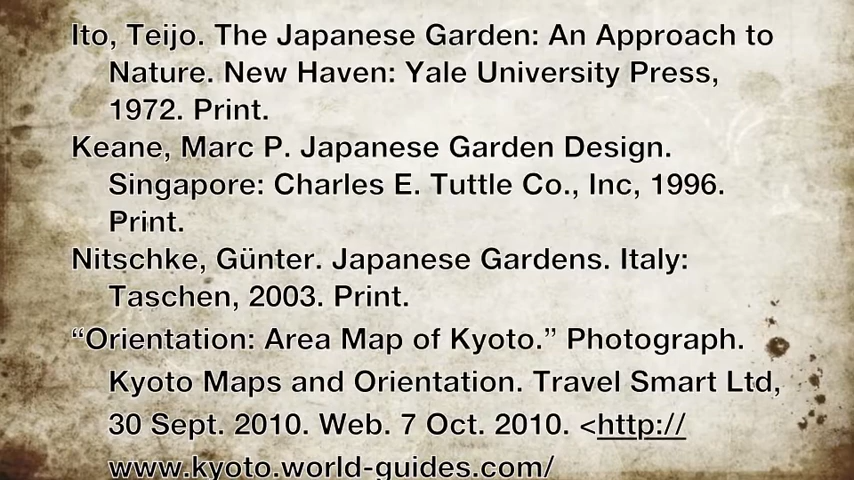 Ito, Teijo. The Japanese Garden: An Approach to
Nature. New Haven: Yale University Press,
1972. Print.
Keane, Marc P. Japanese Garden Design.
Singapore: Charles E. Tuttle Co., Inc, 1996.
Print.
Nitschke, Günter. Japanese Gardens. Italy:
Taschen, 2003. Print.
“Orientation: Area Map of Kyoto.” Photograph.
Kyoto Maps and Orientation. Travel Smart Ltd,
30 Sept. 2010. Web. 7 Oct. 2010. <http://
www.kyoto.world-guides.com/